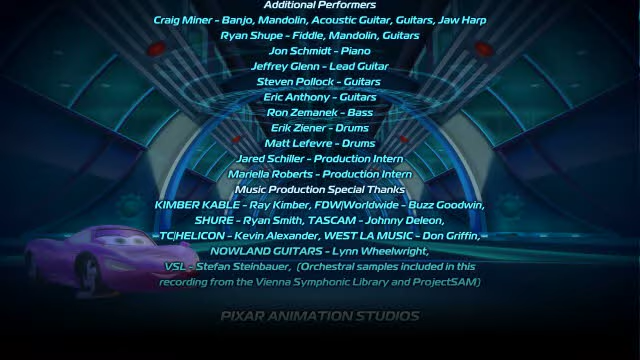 Additional Performers
Craig Miner - Banjo, Mandolin, Acoustic Guitar, Guitars, Jaw Harp
Ryan Shupe - Fiddle, Mandolin, Guitars
Jon Schmidt - Piano
Jeffrey Glenn - Lead Guitar
Steven Pollock - Guitars
Eric Anthony - Guitars
Ron Zemanek - Bass
Erik Ziener - Drums
Matt Lefevre - Drums
Jared Schiller - Production Intern
Mariella Roberts - Production Intern
Music Production Special Thanks
KIMBER KABLE - Ray Kimber, FDW|Worldwide - Buzz Goodwin,
SHURE - Ryan Smith, TASCAM - Johnny Deleon,
TC|HELICON - Kevin Alexander, WEST LA MUSIC - Don Griffin,
NOWLAND GUITARS - Lynn Wheelwright,
VSL - Stefan Steinbauer, (Orchestral samples included in this
recording from the Vienna Symphonic Library and ProjectSAM)
PIXAR ANIMATION STUDIOS